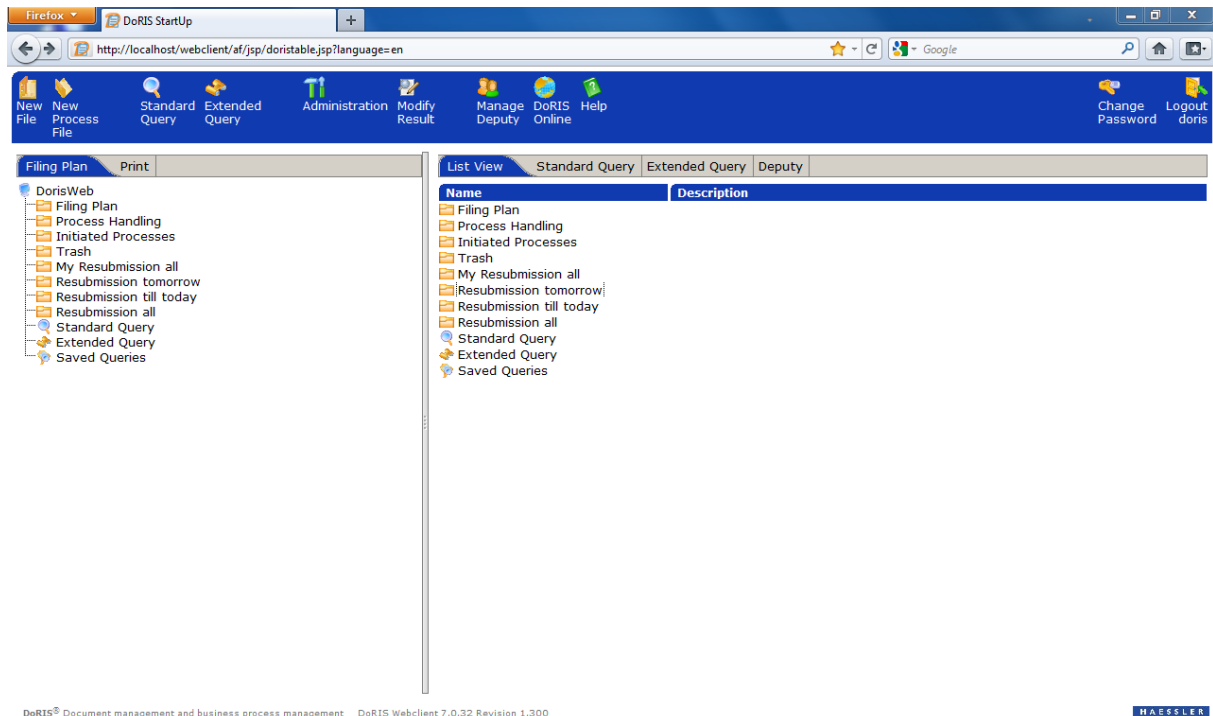 Firefox
DoRIS StartUp
http://localhost/webclient/af/jsp/doristable.jsp?language=en
Google
New File
New Process File
Standard Query
Extended Query
Administration
Modify Result
Manage Deputy
DoRIS Online
Help
Change Password
Logout doris
Filing Plan
Print
DorisWeb
Filing Plan
Process Handling
Initiated Processes
Trash
My Resubmission all
Resubmission tomorrow
Resubmission till today
Resubmission all
Standard Query
Extended Query
Saved Queries
List View
Standard Query
Extended Query
Deputy
Name
Description
Filing Plan
Process Handling
Initiated Processes
Trash
My Resubmission all
Resubmission tomorrow
Resubmission till today
Resubmission all
Standard Query
Extended Query
Saved Queries
DoRIS® Document management and business process management DoRIS Webclient 7.0.32 Revision 1.300
HAESSLER